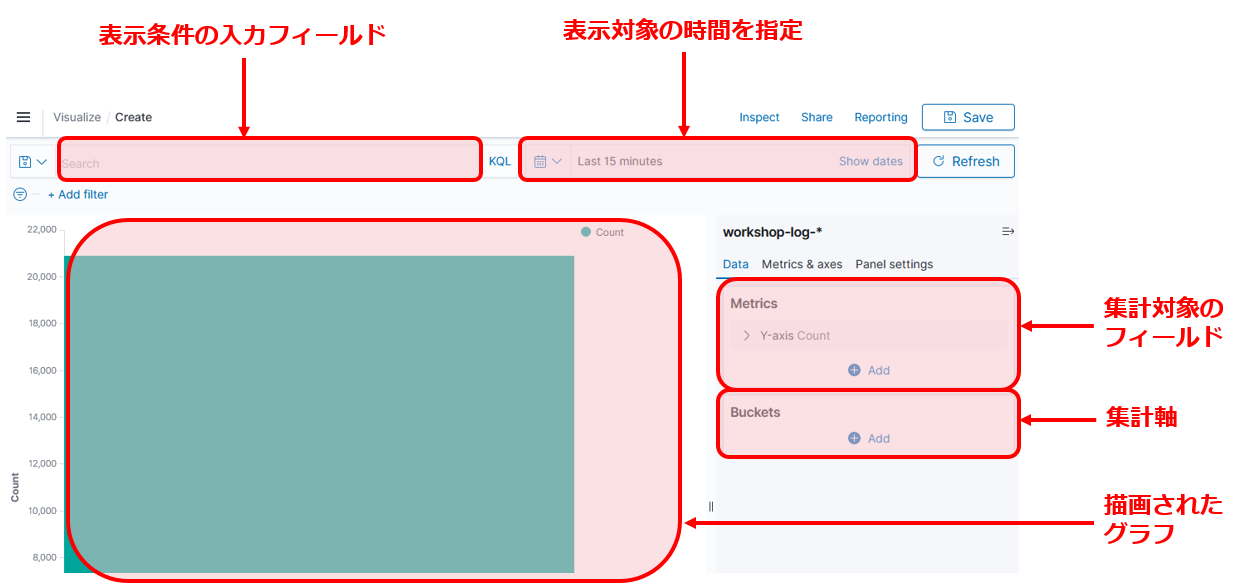 表示条件の入力フィールド
表示対象の時間を指定
Visualize / Create
Inspect Share Reporting Save
Search KQL Last 15 minutes Show dates Refresh
+ Add filter
22,000
20,000
18,000
16,000
14,000
12,000
10,000
8,000
Count
Count
workshop-log-*
Data Metrics & axes Panel settings
Metrics
Y-axis Count
Add
Buckets
Add
集計対象の
フィールド
集計軸
描画された
グラフ